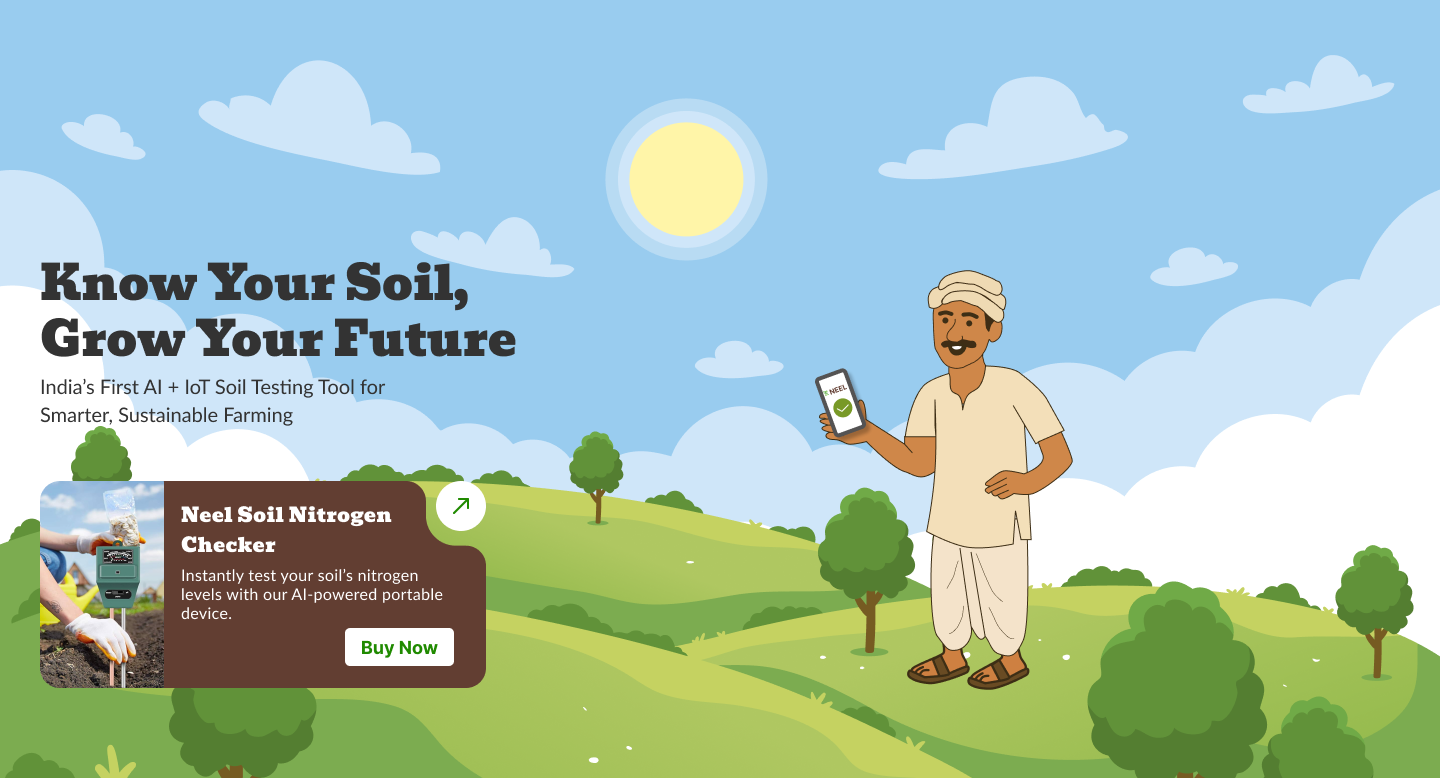 Know Your Soil,
Grow Your Future
India’s First AI + IoT Soil Testing Tool for
Smarter, Sustainable Farming
NEEL
Neel Soil Nitrogen
Checker
Instantly test your soil’s nitrogen
levels with our AI-powered portable
device.
Buy Now